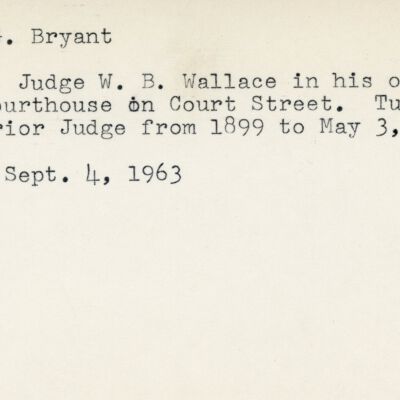 . Bryant
Judge W. B. Wallace in his o
ourthouse on Court Street. Tu
rior Judge from 1899 to May 3,
Sept. 4, 1963